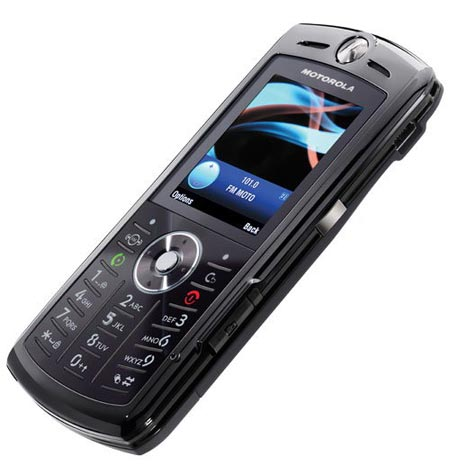 MOTOROLA
101.0
FM MOTO
Options
Back
1
2ABC
DEF3
4GHI
5JKL
MNO6
7PQRS
8TUV
WXYZ9
*
0+
#